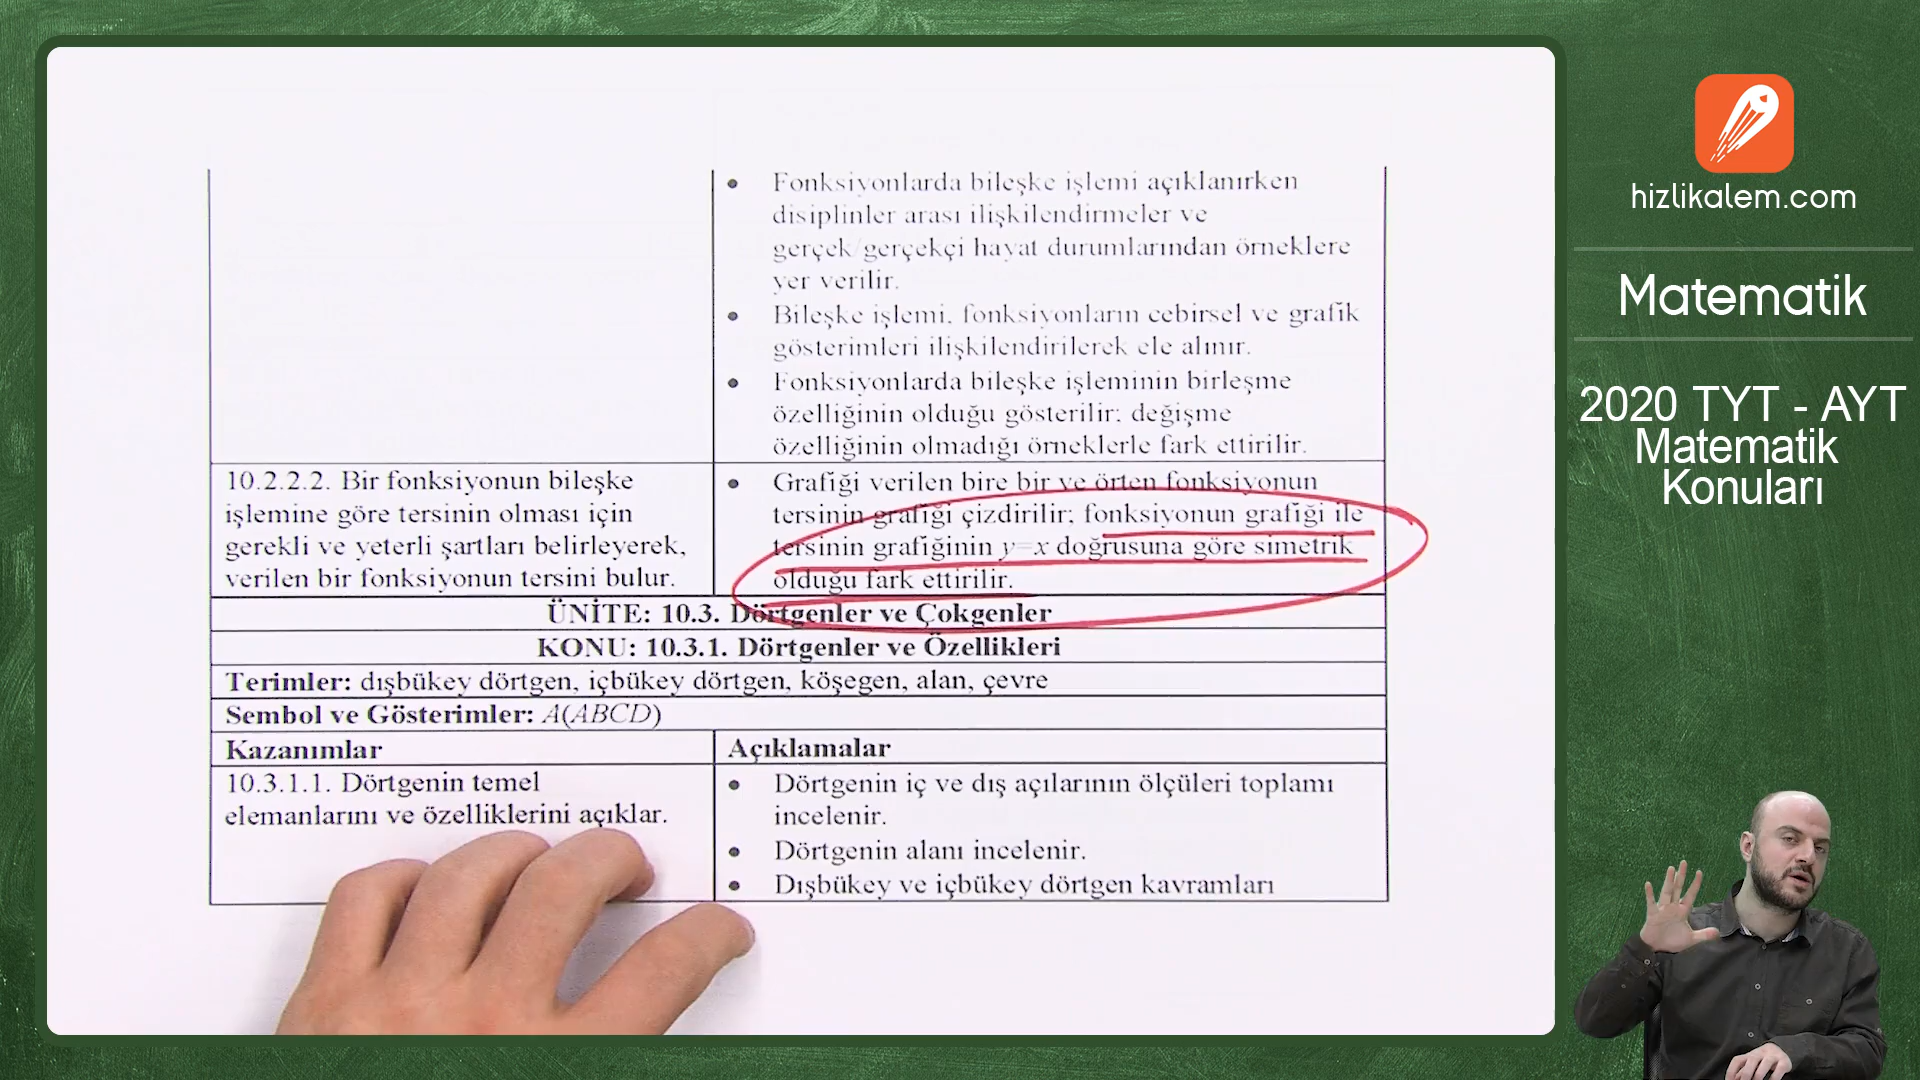 Fonksiyonlarda bileşke işlemi açıklanırken
disiplinler arası ilişkilendirmeler ve
gerçek/gerçekçi hayat durumlarından örneklere
yer verilir.
Bileşke işlemi, fonksiyonların cebirsel ve grafik
gösterimleri ilişkilendirilerek ele alınır.
Fonksiyonlarda bileşke işleminin birleşme
özelliğinin olduğu gösterilir; değişme
özelliğinin olmadığı örneklerle fark ettirilir.
10.2.2.2. Bir fonksiyonun bileşke
işlemine göre tersinin olması için
gerekli ve yeterli şartları belirleyerek,
verilen bir fonksiyonun tersini bulur.
Grafiği verilen bire bir ve örten fonksiyonun
tersinin grafiği çizdirilir; fonksiyonun grafiği ile
tersinin grafiğinin y=x doğrusuna göre simetrik
olduğu fark ettirilir.
ÜNİTE: 10.3. Dörtgenler ve Çokgenler
KONU: 10.3.1. Dörtgenler ve Özellikleri
Terimler: dışbükey dörtgen, içbükey dörtgen, köşegen, alan, çevre
Sembol ve Gösterimler: A(ABCD)
Kazanımlar
Açıklamalar
10.3.1.1. Dörtgenin temel
elemanlarını ve özelliklerini açıklar.
Dörtgenin iç ve dış açılarının ölçüleri toplamı
incelenir.
Dörtgenin alanı incelenir.
Dışbükey ve içbükey dörtgen kavramları
hizlikalem.com
Matematik
2020 TYT - AYT
Matematik
Konuları